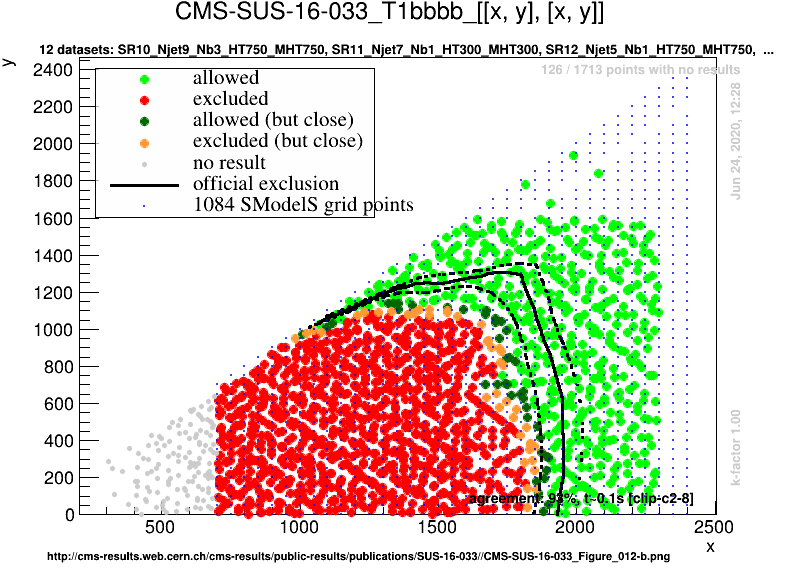 CMS-SUS-16-033_T1bbbb_[[x, y], [x, y]]
12 datasets: SR10_Njet9_Nb3_HT750_MHT750, SR11_Njet7_Nb1_HT300_MHT300, SR12_Njet5_Nb1_HT750_MHT750, ...
y
126 / 1713 points with no results
allowed
excluded
allowed (but close)
excluded (but close)
no result
official exclusion
1084 SModelS grid points
Jun 24, 2020, 12:28
k-factor 1.00
2400
2200
2000
1800
1600
1400
1200
1000
800
600
400
200
0
agreement: 93%, t~0.1s [clip-c2-8]
500 1000 1500 2000 2500
x
http://cms-results.web.cern.ch/cms-results/public-results/publications/SUS-16-033//CMS-SUS-16-033_Figure_012-b.png